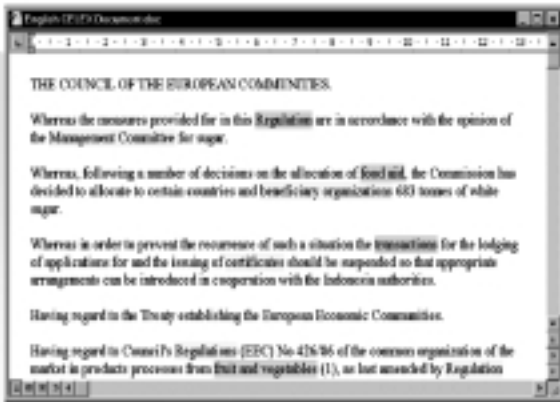 English CELEX Document.doc
THE COUNCIL OF THE EUROPEAN COMMUNITIES.
Whereas the measures provided for in this Regulation are in accordance with the opinion of
the Management Committee for sugar.
Whereas, following a number of decisions on the allocation of food aid, the Commission has
decided to allocate to certain countries and beneficiary organizations 683 tonnes of white
sugar.
Whereas in order to prevent the recurrence of such a situation the transactions for the lodging
of applications for and the issuing of certificates should be suspended so that appropriate
arrangements can be introduced in cooperation with the Indonesia authorities.
Having regard to the Treaty establishing the European Economic Communities.
Having regard to Council's Regulations (EEC) No 426/86 of the common organization of the
market in products processes from fruit and vegetables (1), as last amended by Regulation